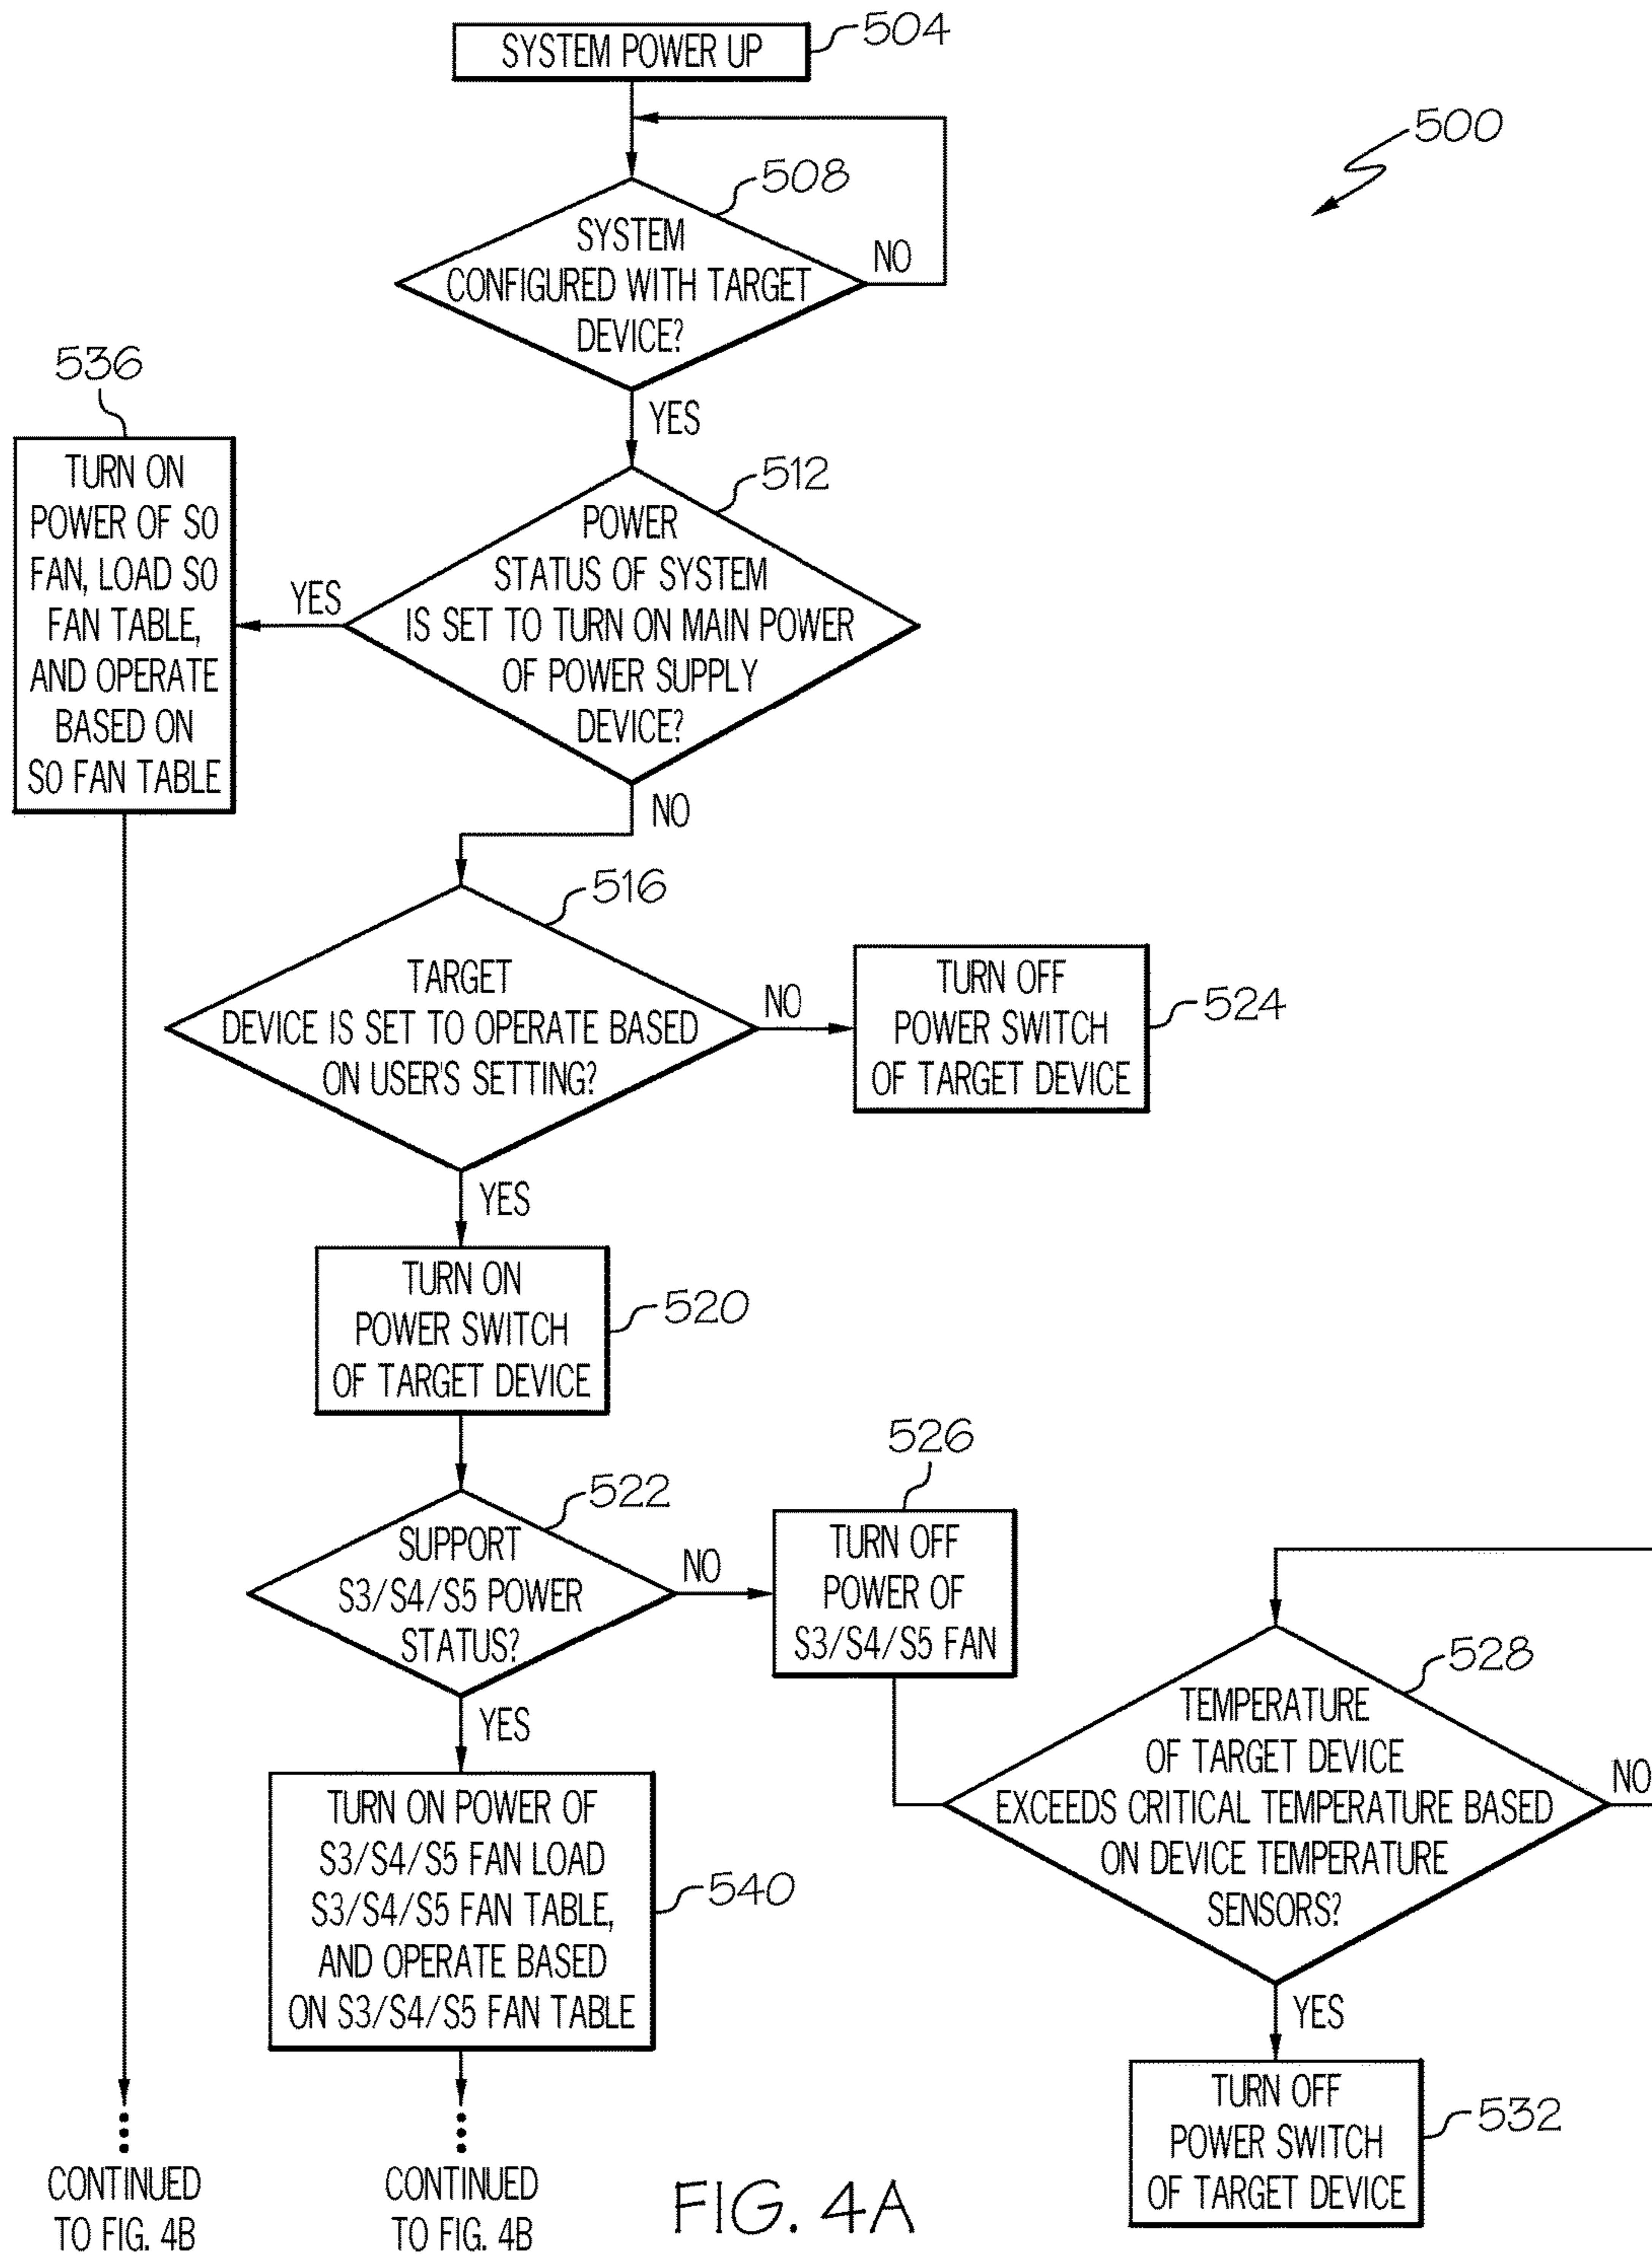 SYSTEM POWER UP
504
500
508
SYSTEM
CONFIGURED WITH TARGET
DEVICE?
NO
YES
536
TURN ON
POWER OF S0
FAN, LOAD S0
FAN TABLE,
AND OPERATE
BASED ON
S0 FAN TABLE
512
POWER
STATUS OF SYSTEM
IS SET TO TURN ON MAIN POWER
OF POWER SUPPLY
DEVICE?
YES
NO
516
TARGET
DEVICE IS SET TO OPERATE BASED
ON USER'S SETTING?
NO
TURN OFF
POWER SWITCH
OF TARGET DEVICE
524
YES
TURN ON
POWER SWITCH
OF TARGET DEVICE
520
522
SUPPORT
S3/S4/S5 POWER
STATUS?
NO
526
TURN OFF
POWER OF
S3/S4/S5 FAN
YES
528
TEMPERATURE
OF TARGET DEVICE
EXCEEDS CRITICAL TEMPERATURE BASED
ON DEVICE TEMPERATURE
SENSORS?
NO
YES
TURN ON POWER OF
S3/S4/S5 FAN LOAD
S3/S4/S5 FAN TABLE,
AND OPERATE BASED
ON S3/S4/S5 FAN TABLE
540
TURN OFF
POWER SWITCH
OF TARGET DEVICE
532
CONTINUED
TO FIG. 4B
CONTINUED
TO FIG. 4B
FIG. 4A